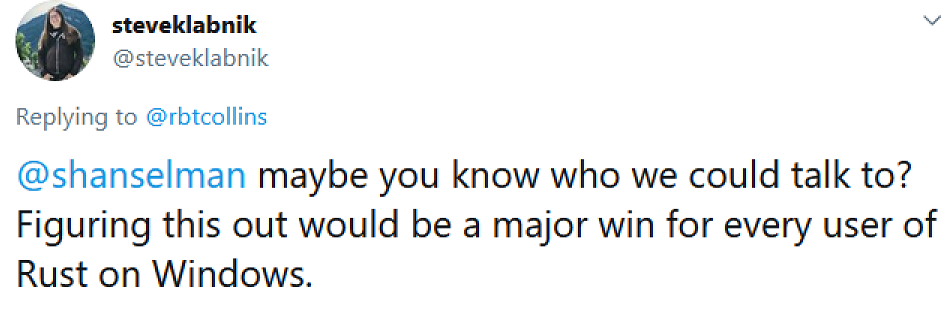 steveklabnik
@steveklabnik
Replying to @rbtcollins
@shanselman maybe you know who we could talk to?
Figuring this out would be a major win for every user of
Rust on Windows.